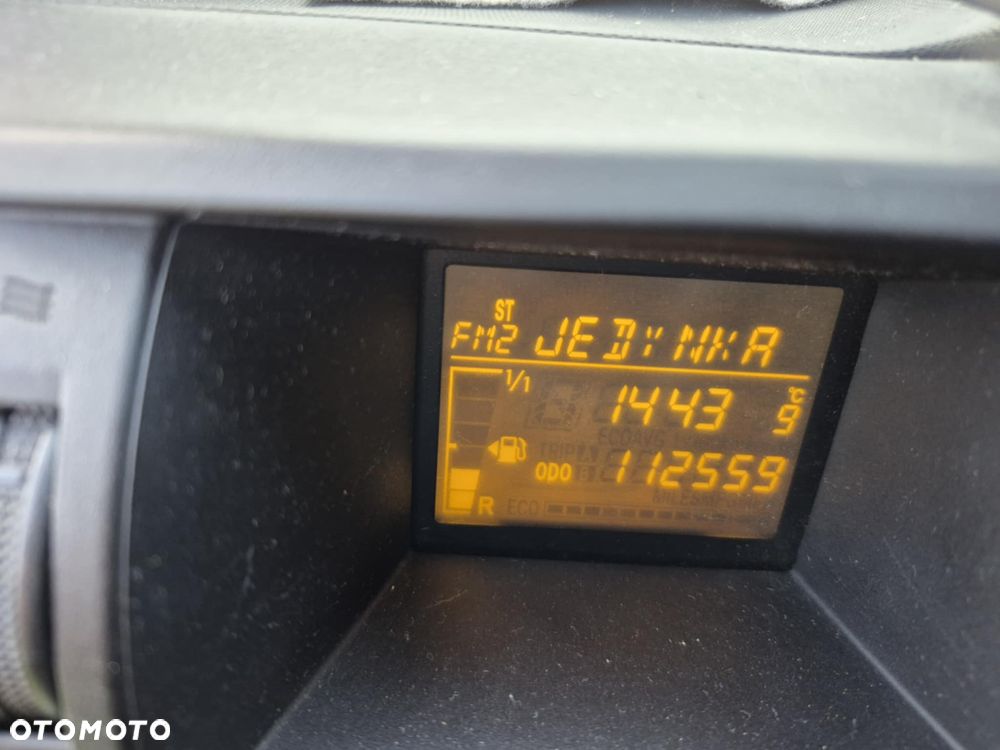 ST
FM2 JEDYNKA
1/1 1443 9°C
ODO 112559
R ECO
OTOMOTO